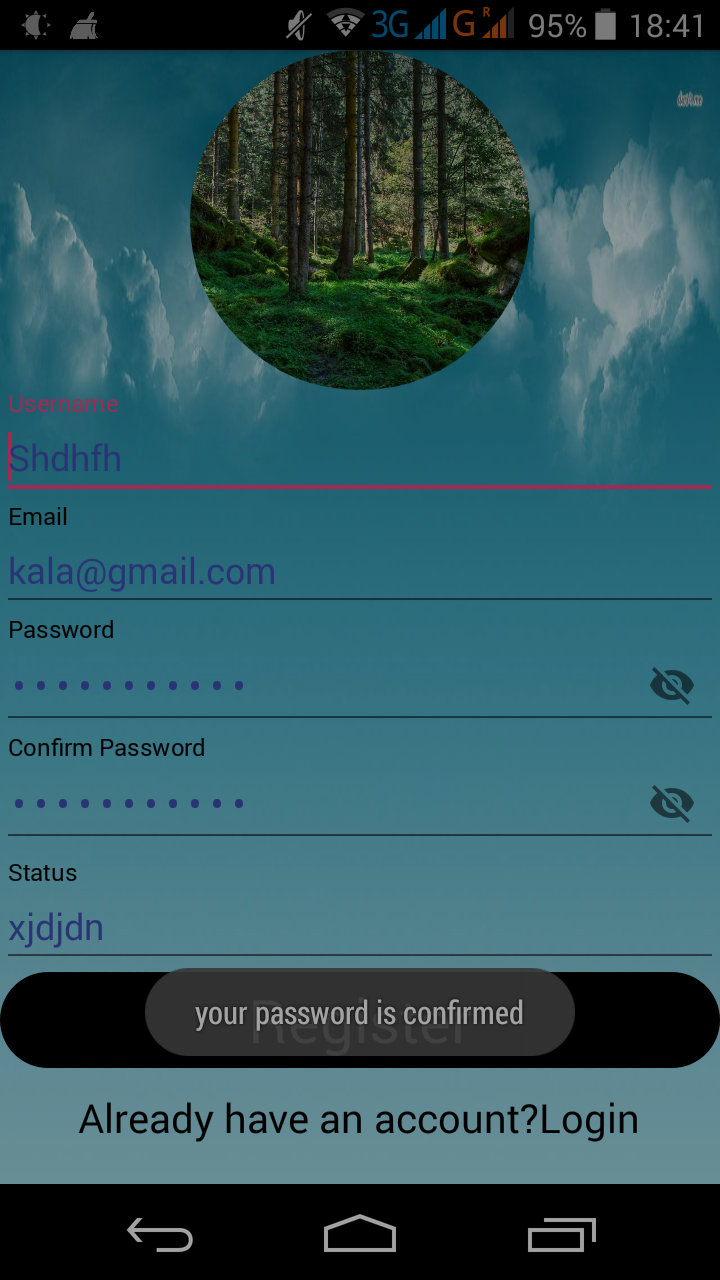 3G G R 95% 18:41
Username
Shdhfh
Email
kala@gmail.com
Password
Confirm Password
Status
xjdjdn
Register
your password is confirmed
Already have an account?Login